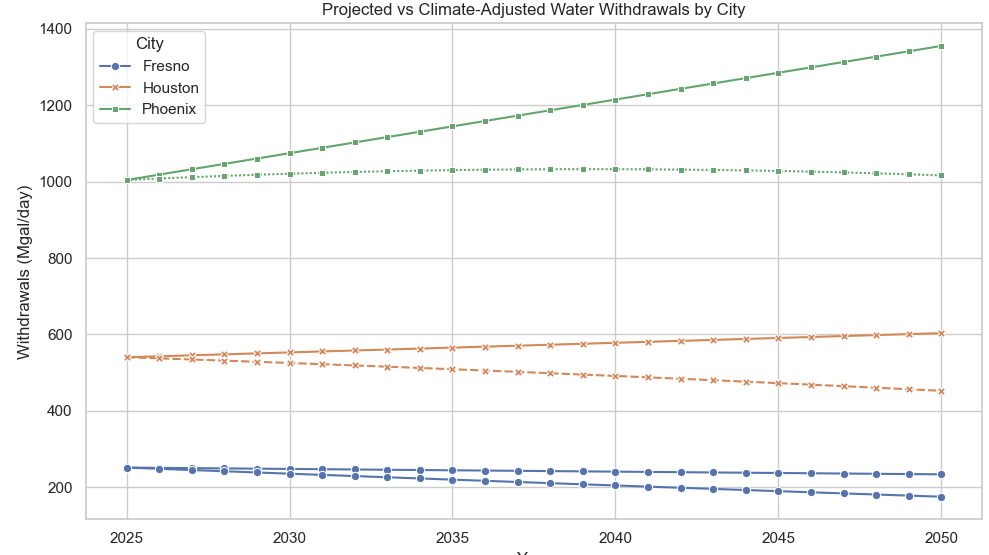 Projected vs Climate-Adjusted Water Withdrawals by City
City
Fresno
Houston
Phoenix
Withdrawals (Mgal/day)
1400
1200
1000
800
600
400
200
2025 2030 2035 2040 2045 2050